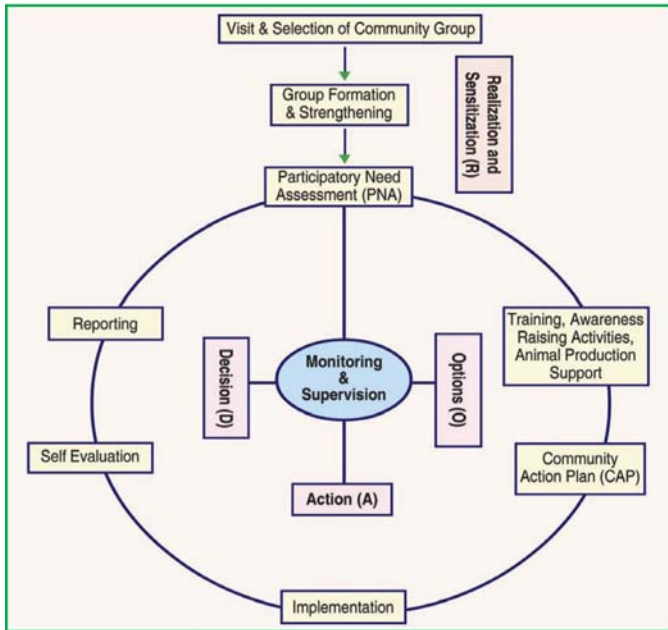 Visit & Selection of Community Group
Group Formation
& Strengthening
Realization and
Sensitization (R)
Participatory Need
Assessment (PNA)
Reporting
Training, Awareness
Raising Activities,
Animal Production
Support
Decision (D)
Monitoring
&
Supervision
Options (O)
Self Evaluation
Community
Action Plan (CAP)
Action (A)
Implementation